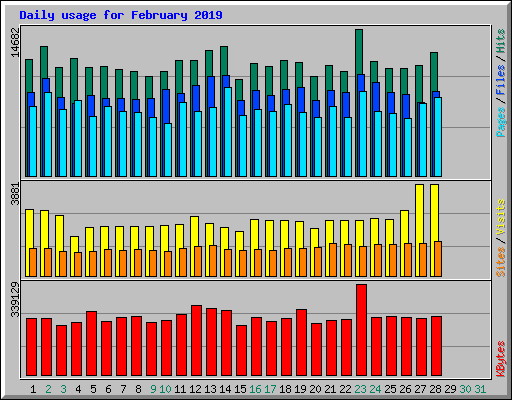 Daily usage for February 2019
14682
Pages / Files / Hits
3881
Sites / Visits
339129
KBytes
1 2 3 4 5 6 7 8 9 10 11 12 13 14 15 16 17 18 19 20 21 22 23 24 25 26 27 28 29 30 31